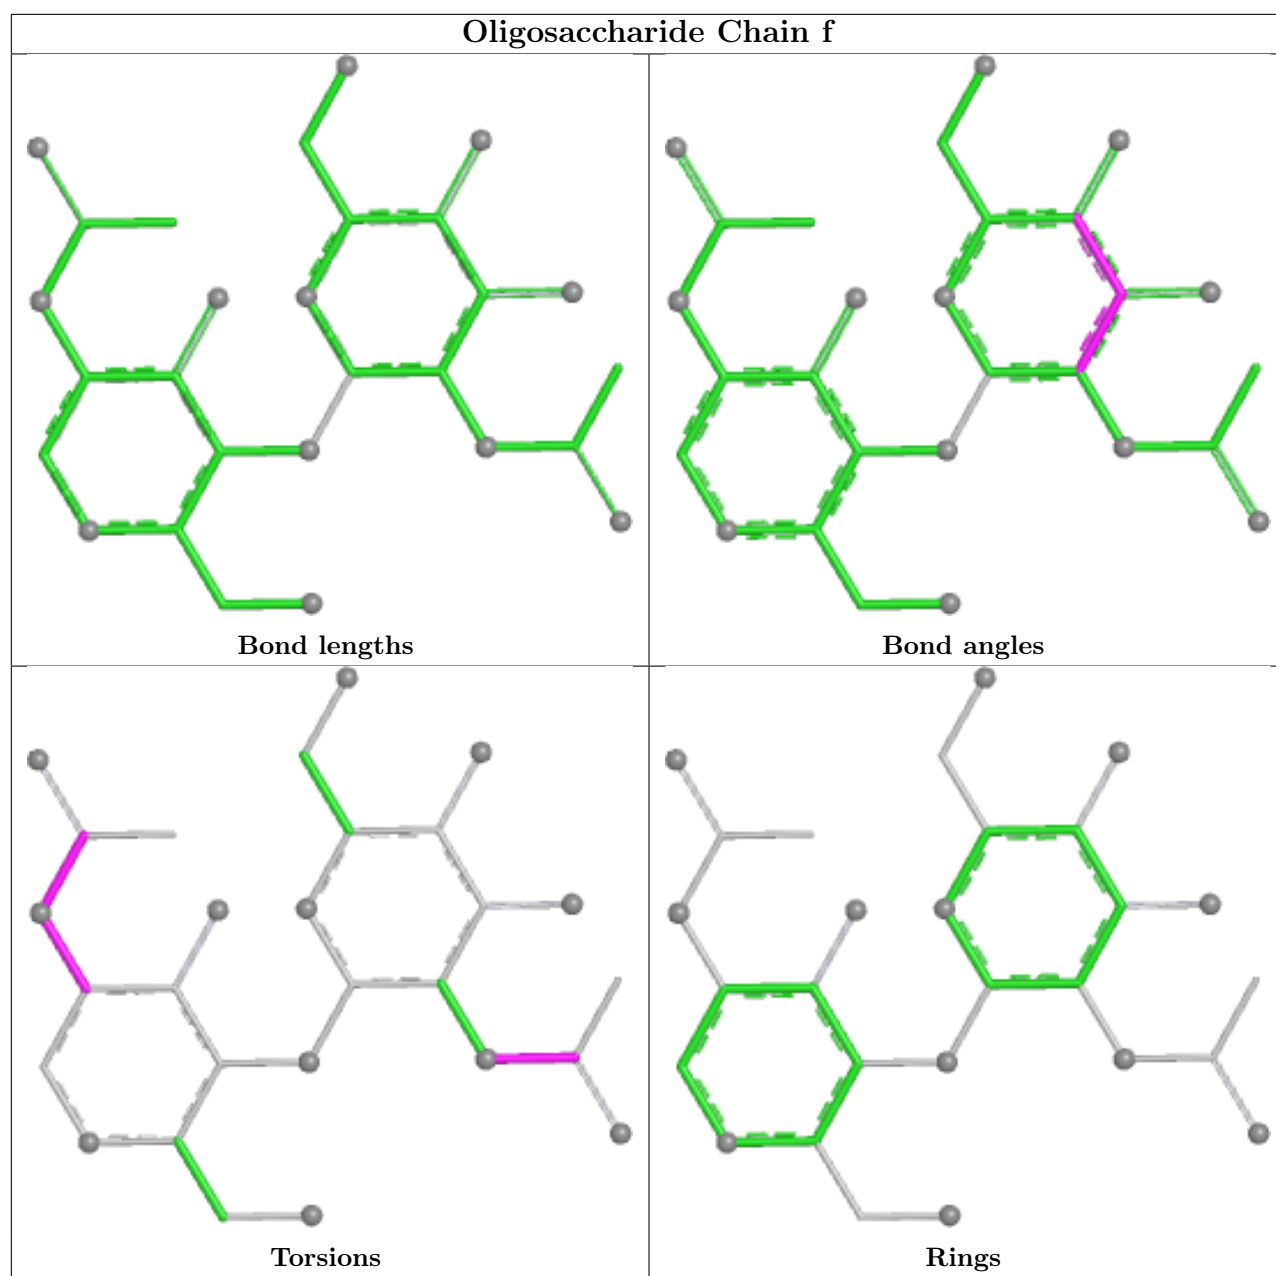 Oligosaccharide Chain f
Bond lengths
Bond angles
Torsions
Rings